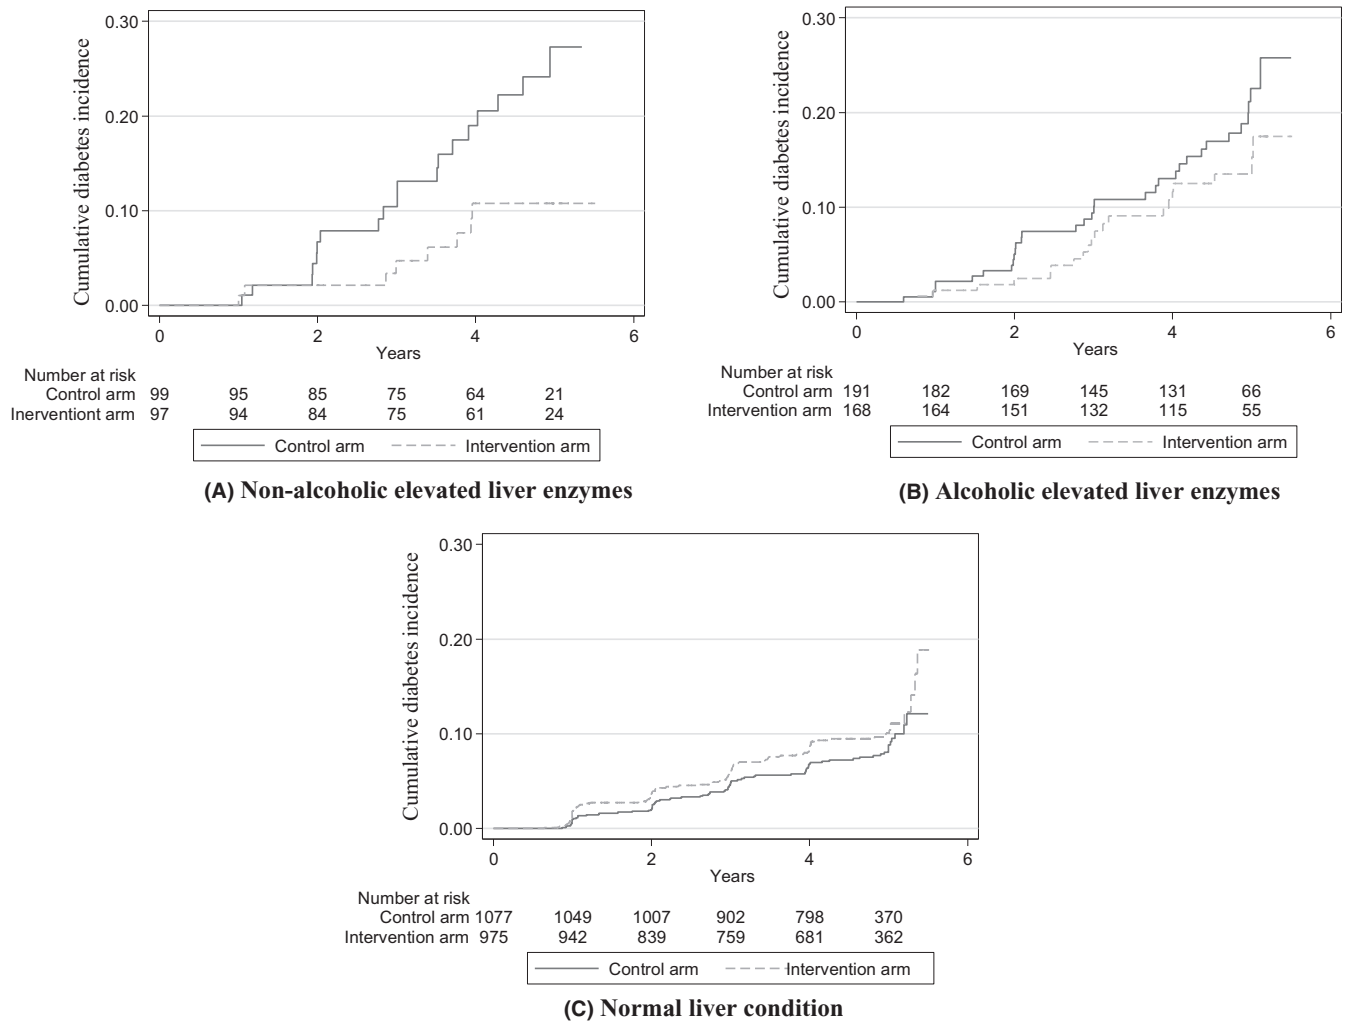 Cumulative diabetes incidence
0.30
0.20
0.10
0.00
0 2 4 6
Years
Number at risk
Control arm 99 95 85 75 64 21
Inerventiont arm 97 94 84 75 61 24
Control arm Intervention arm
(A) Non-alcoholic elevated liver enzymes
Cumulative diabetes incidence
0.30
0.20
0.10
0.00
0 2 4 6
Years
Number at risk
Control arm 191 182 169 145 131 66
Intervention arm 168 164 151 132 115 55
Control arm Intervention arm
(B) Alcoholic elevated liver enzymes
Cumulative diabetes incidence
0.30
0.20
0.10
0.00
0 2 4 6
Years
Number at risk
Control arm 1077 1049 1007 902 798 370
Intervention arm 975 942 839 759 681 362
Control arm Intervention arm
(C) Normal liver condition